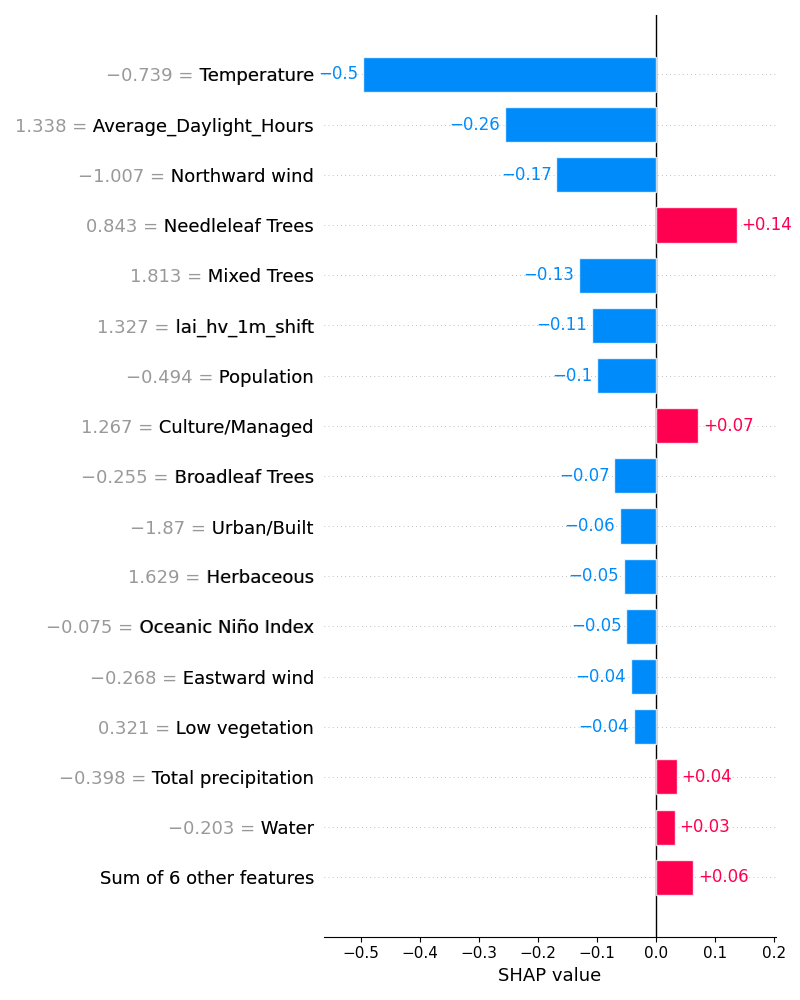 −0.739 = Temperature −0.5
1.338 = Average_Daylight_Hours −0.26
−1.007 = Northward wind −0.17
0.843 = Needleleaf Trees +0.14
1.813 = Mixed Trees −0.13
1.327 = lai_hv_1m_shift −0.11
−0.494 = Population −0.1
1.267 = Culture/Managed +0.07
−0.255 = Broadleaf Trees −0.07
−1.87 = Urban/Built −0.06
1.629 = Herbaceous −0.05
−0.075 = Oceanic Niño Index −0.05
−0.268 = Eastward wind −0.04
0.321 = Low vegetation −0.04
−0.398 = Total precipitation +0.04
−0.203 = Water +0.03
Sum of 6 other features +0.06
−0.5 −0.4 −0.3 −0.2 −0.1 0.0 0.1 0.2
SHAP value